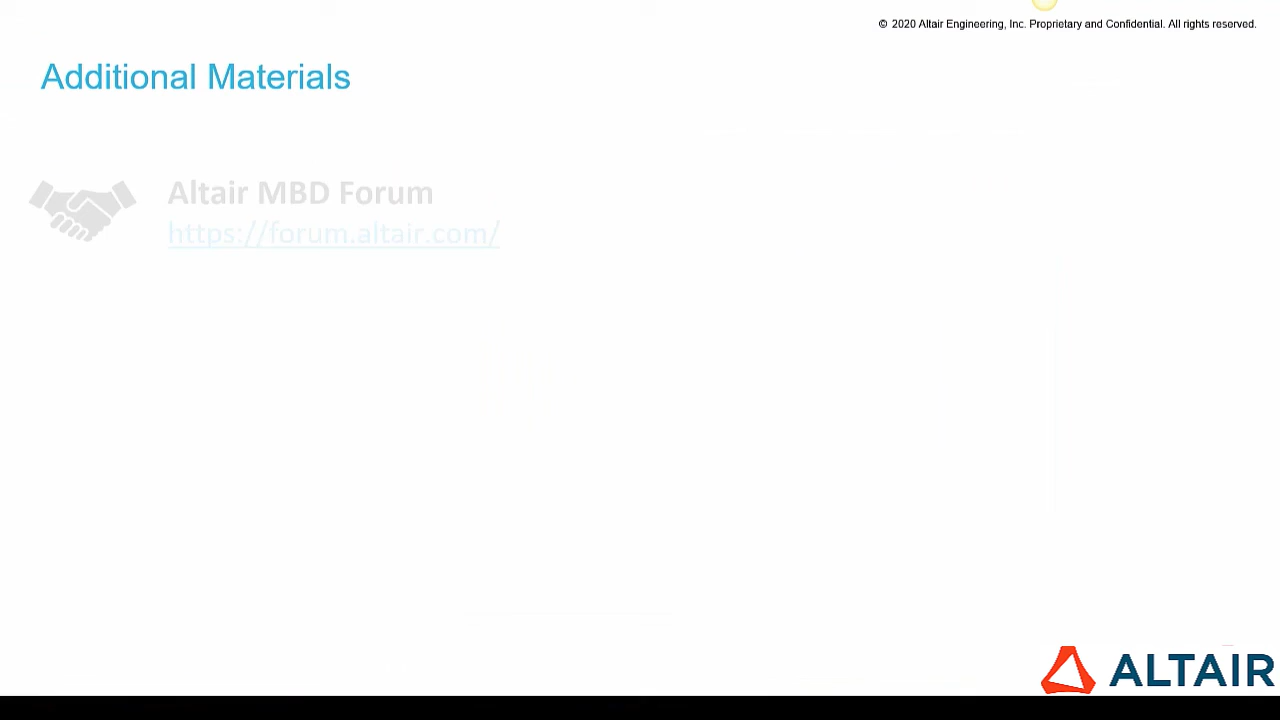 © 2020 Altair Engineering, Inc. Proprietary and Confidential. All rights reserved.
Additional Materials
Altair MBD Forum
https://forum.altair.com/
ALTAIR